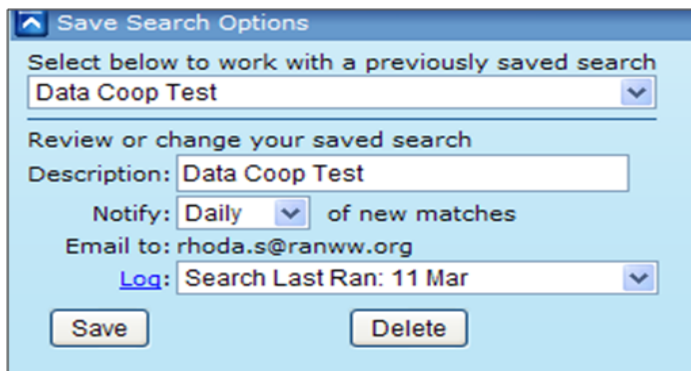 Save Search Options
Select below to work with a previously saved search
Data Coop Test
Review or change your saved search
Description: Data Coop Test
Notify: Daily of new matches
Email to: rhoda.s@ranww.org
Log: Search Last Ran: 11 Mar
Save Delete